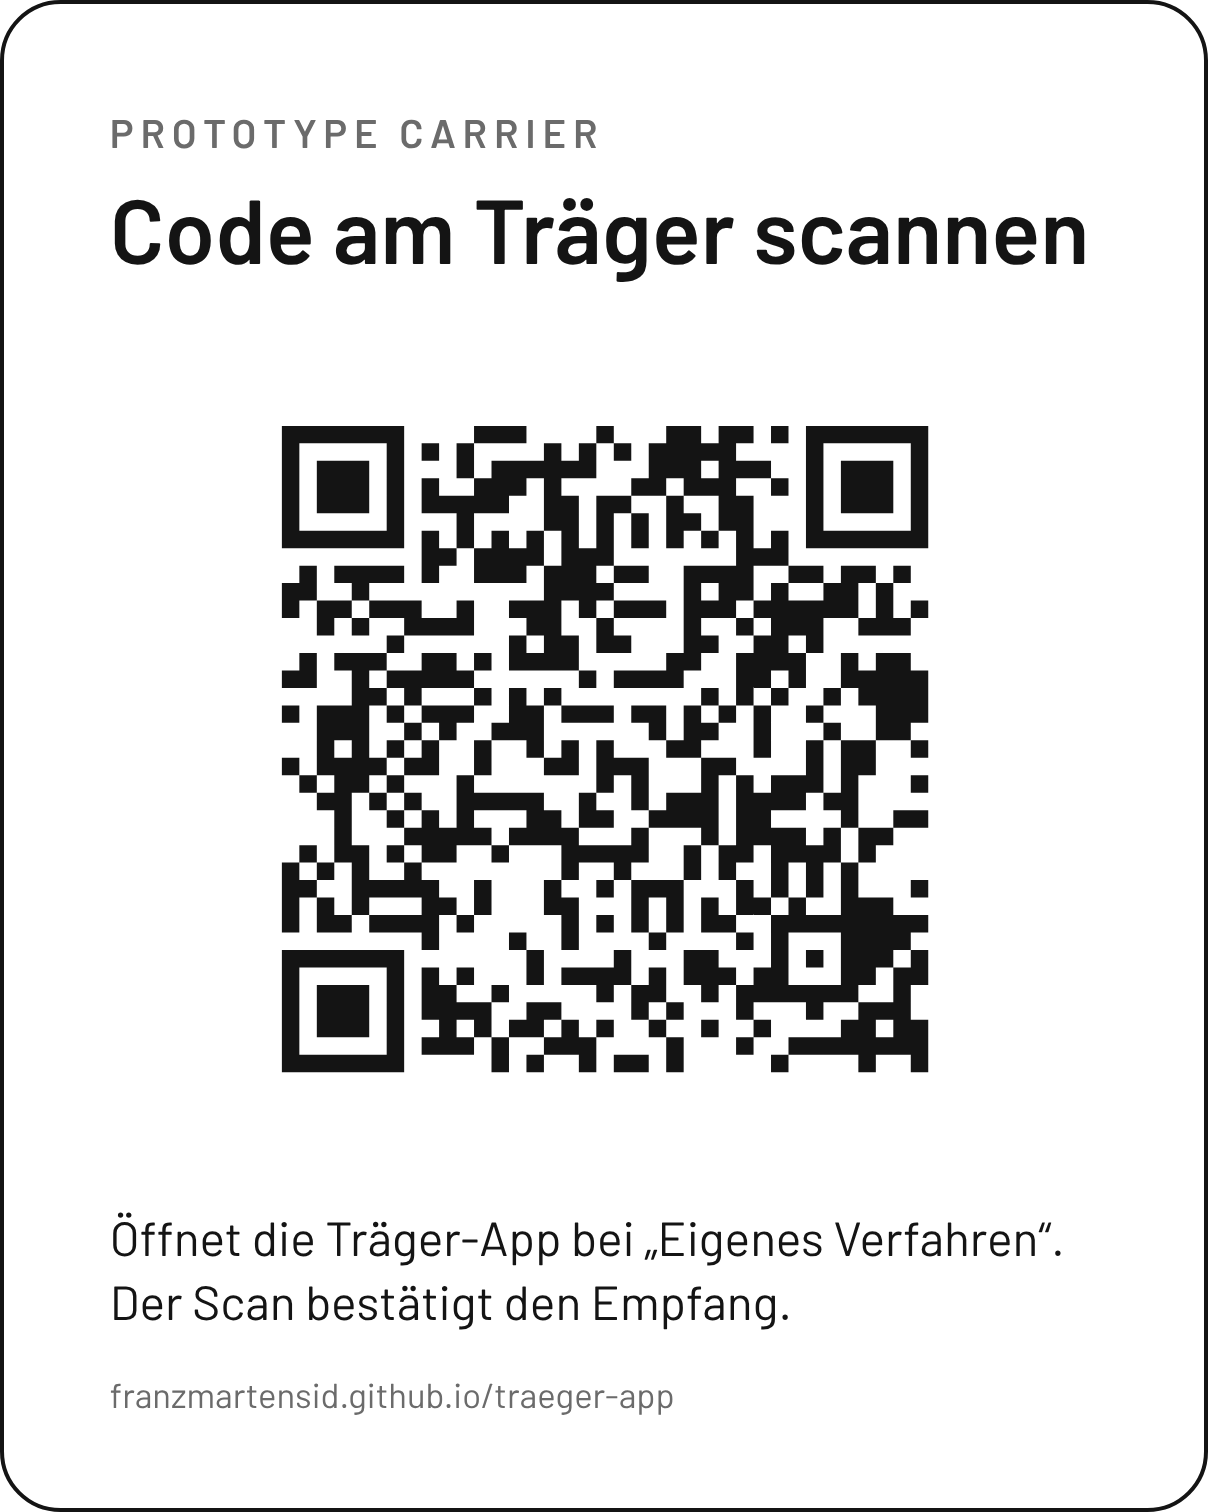 PROTOTYPE CARRIER
Code am Träger scannen
Öffnet die Träger-App bei „Eigenes Verfahren“.
Der Scan bestätigt den Empfang.
franzmartensid.github.io/traeger-app